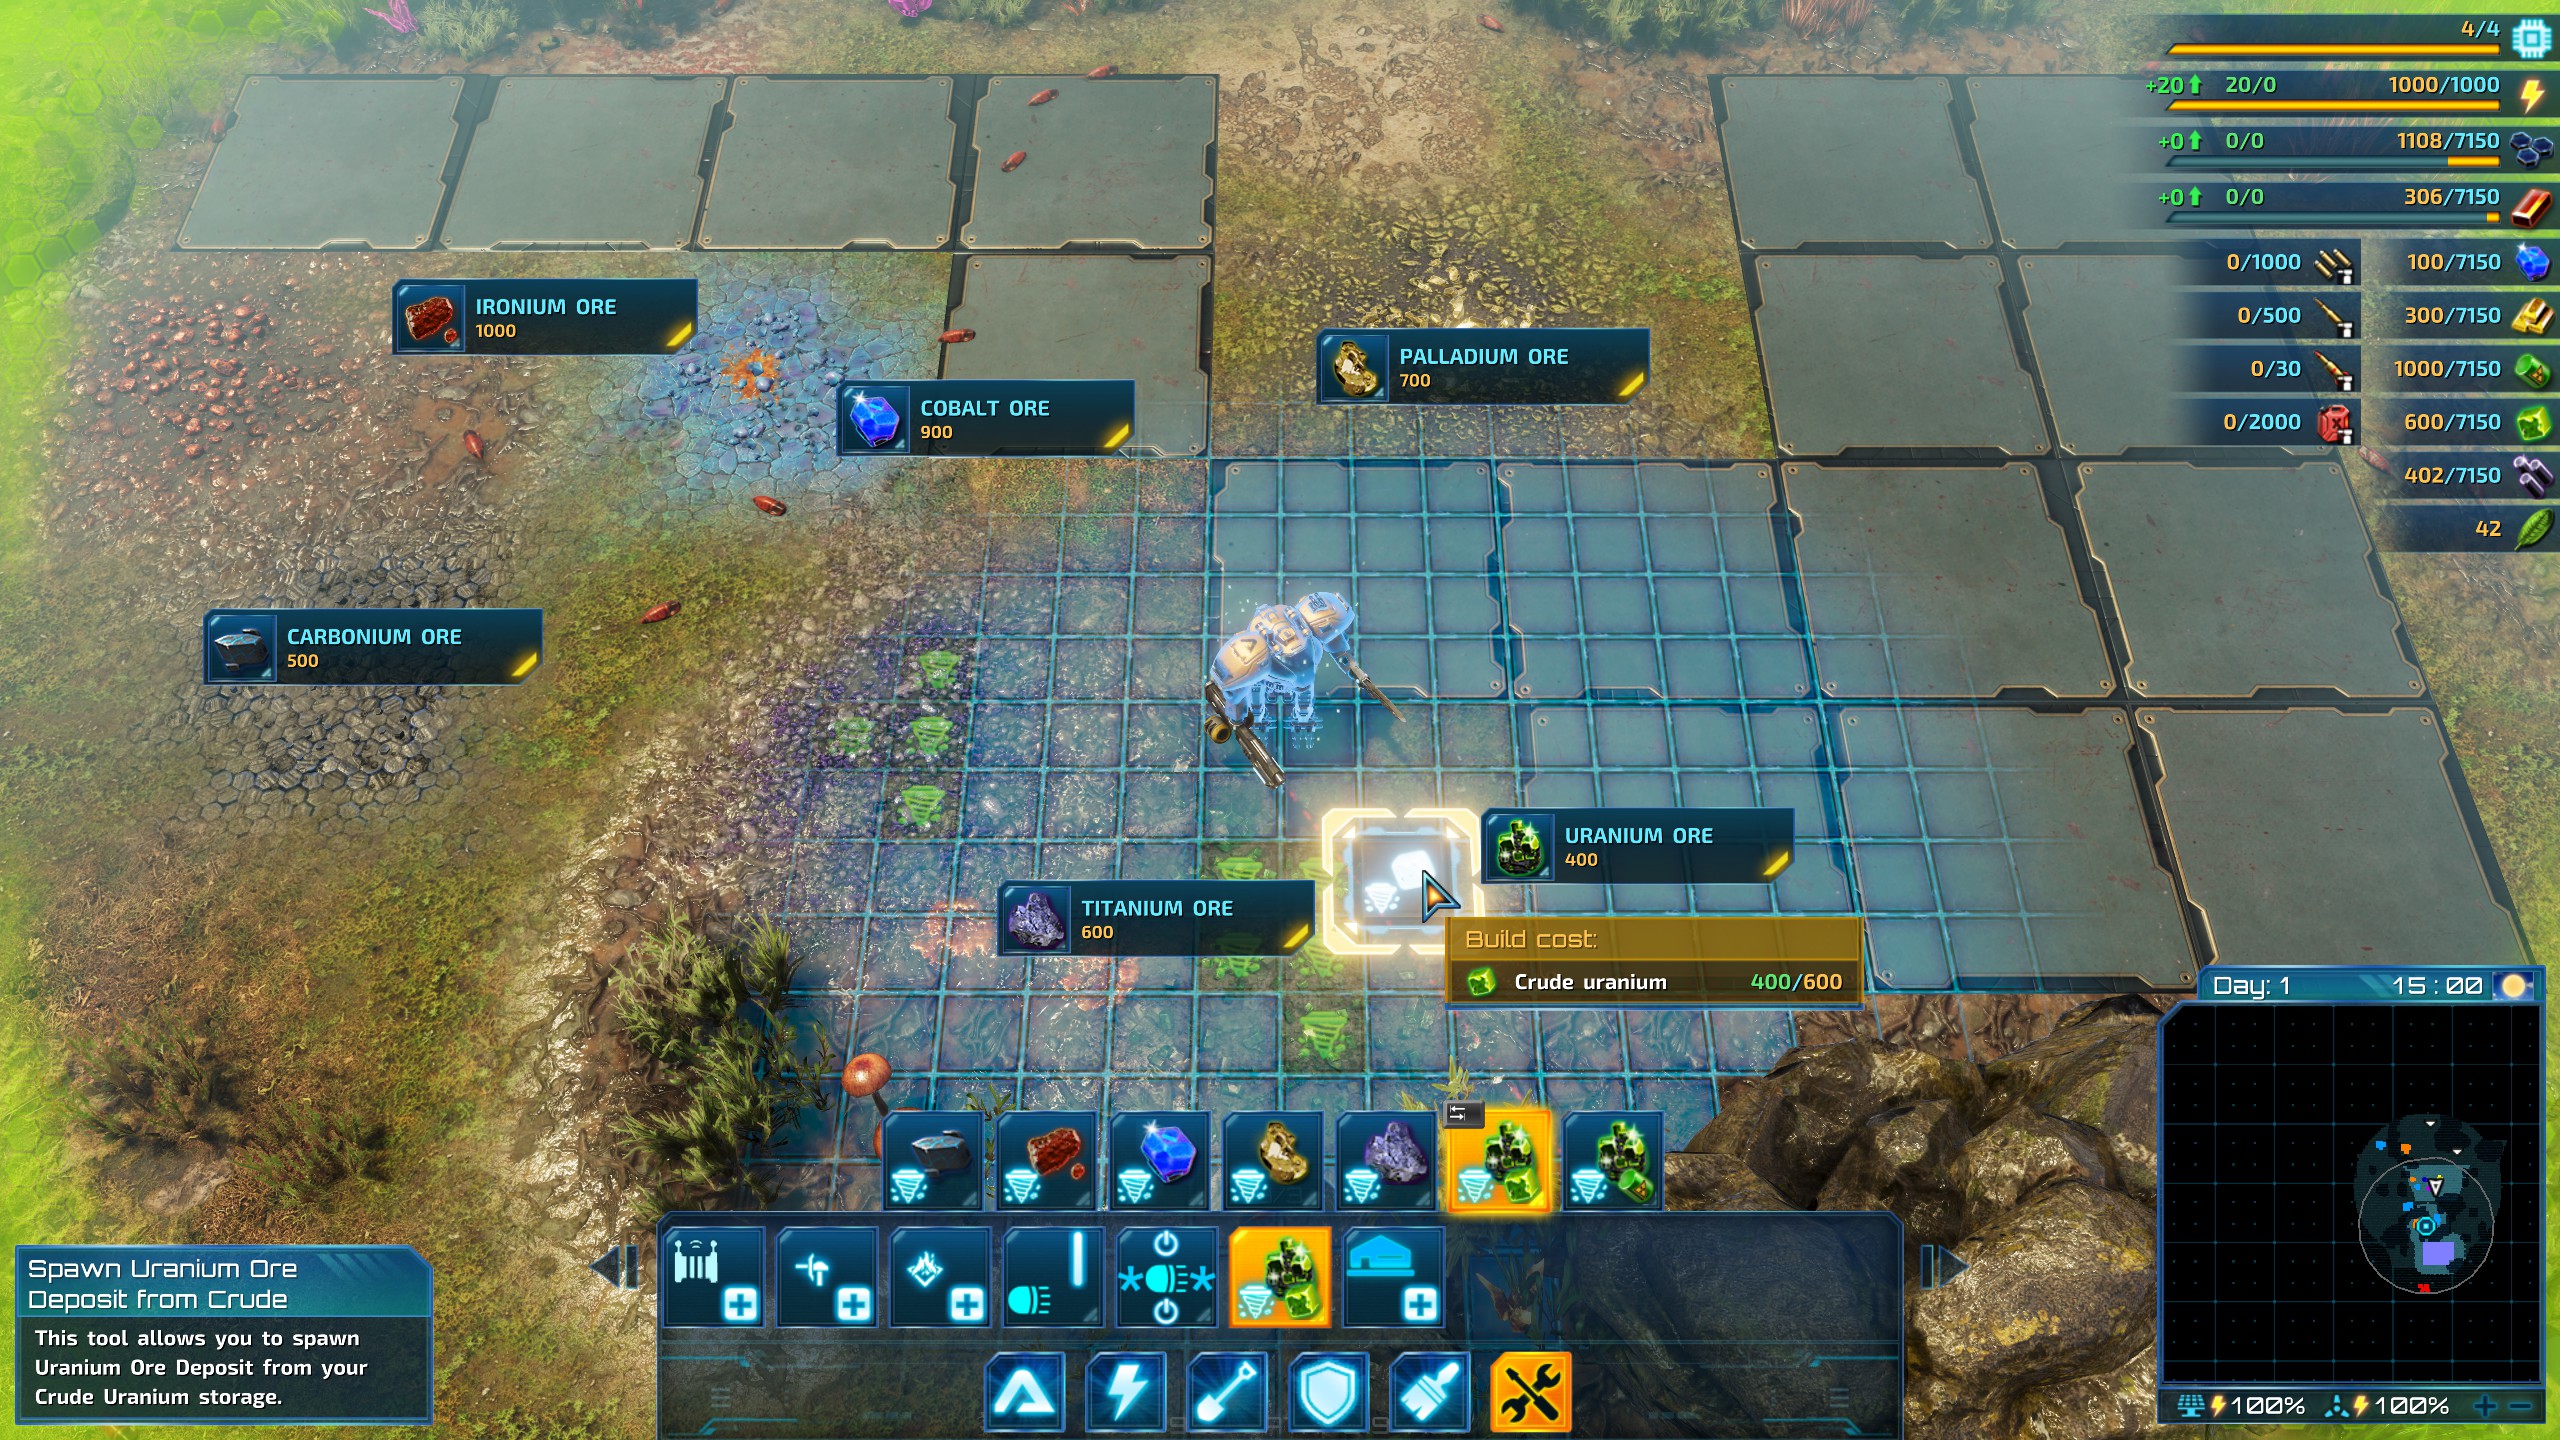 4/4
+20 20/0 1000/1000
+0 0/0 1108/7150
+0 0/0 306/7150
0/1000 100/7150
0/500 300/7150
0/30 1000/7150
0/2000 600/7150
402/7150
42
IRONIUM ORE
1000
PALLADIUM ORE
700
COBALT ORE
900
CARBONIUM ORE
500
URANIUM ORE
400
TITANIUM ORE
600
Build cost:
Crude uranium 400/600
Day: 1 15:00
Spawn Uranium Ore
Deposit from Crude
This tool allows you to spawn
Uranium Ore Deposit from your
Crude Uranium storage.
100% 100%